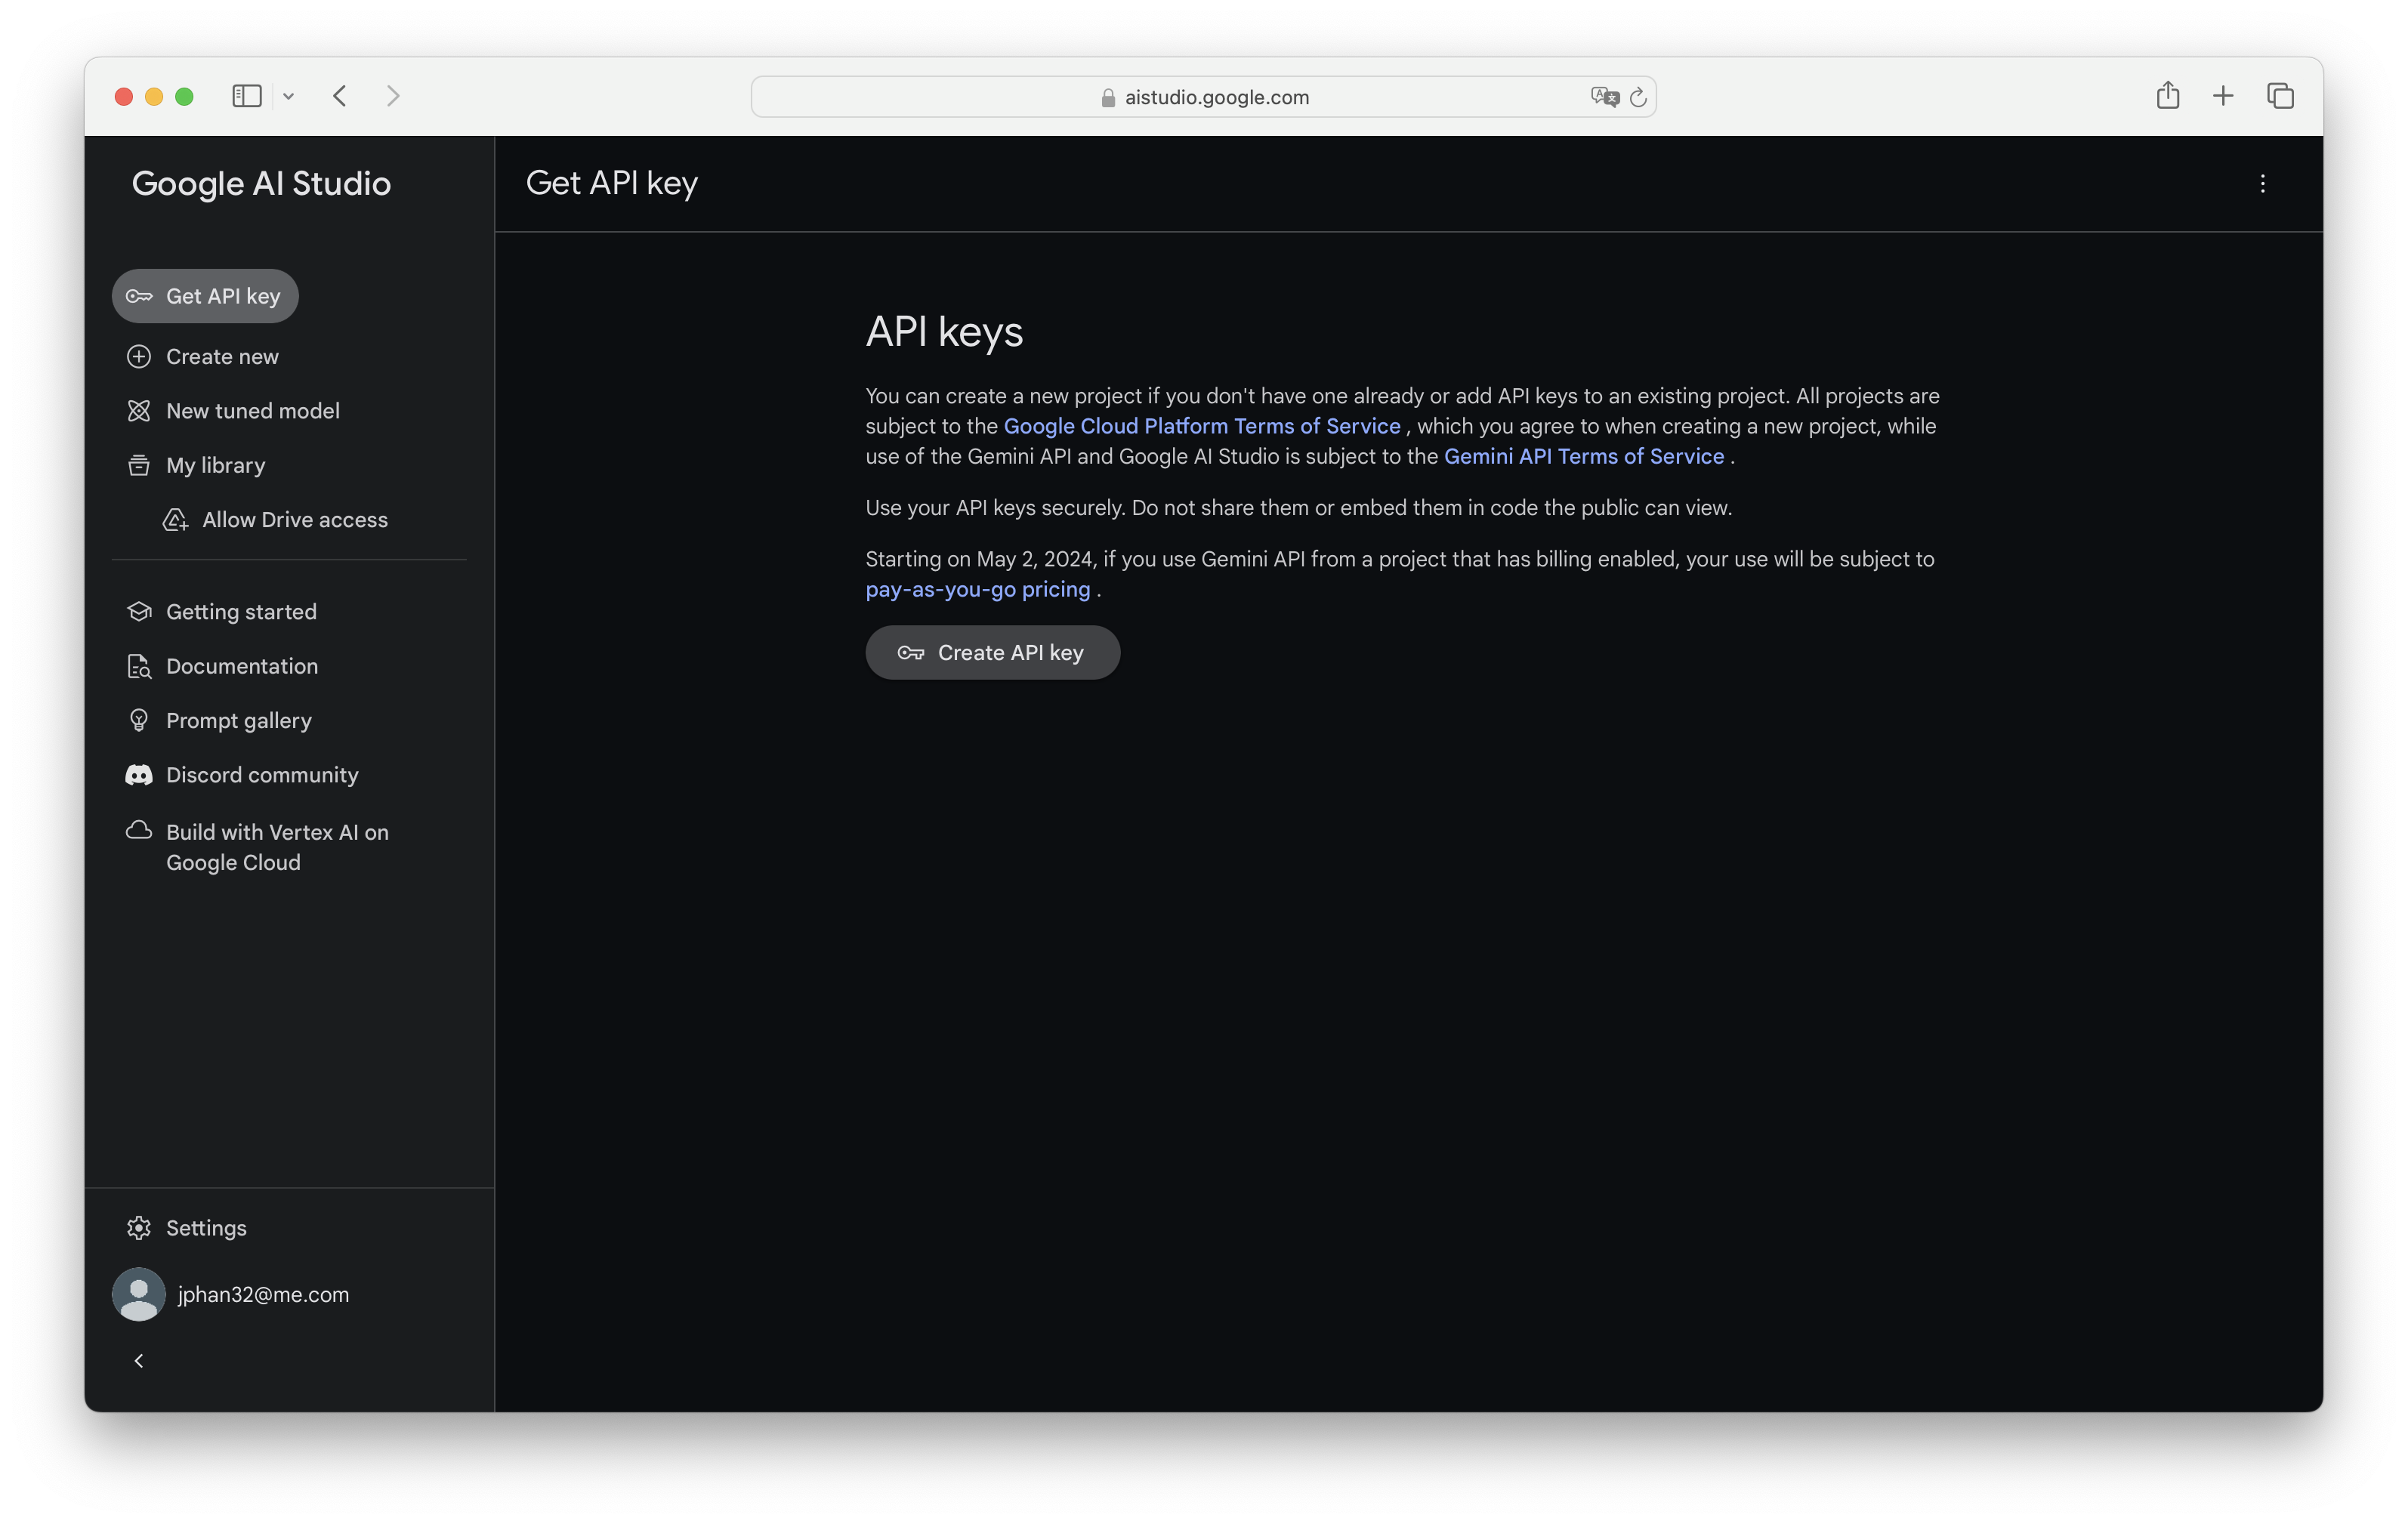 aistudio.google.com
Google AI Studio
Get API key
Create new
New tuned model
My library
Allow Drive access
Getting started
Documentation
Prompt gallery
Discord community
Build with Vertex AI on
Google Cloud
Settings
jphan32@me.com
Get API key
API keys
You can create a new project if you don't have one already or add API keys to an existing project. All projects are
subject to the Google Cloud Platform Terms of Service , which you agree to when creating a new project, while
use of the Gemini API and Google AI Studio is subject to the Gemini API Terms of Service .
Use your API keys securely. Do not share them or embed them in code the public can view.
Starting on May 2, 2024, if you use Gemini API from a project that has billing enabled, your use will be subject to
pay-as-you-go pricing .
Create API key